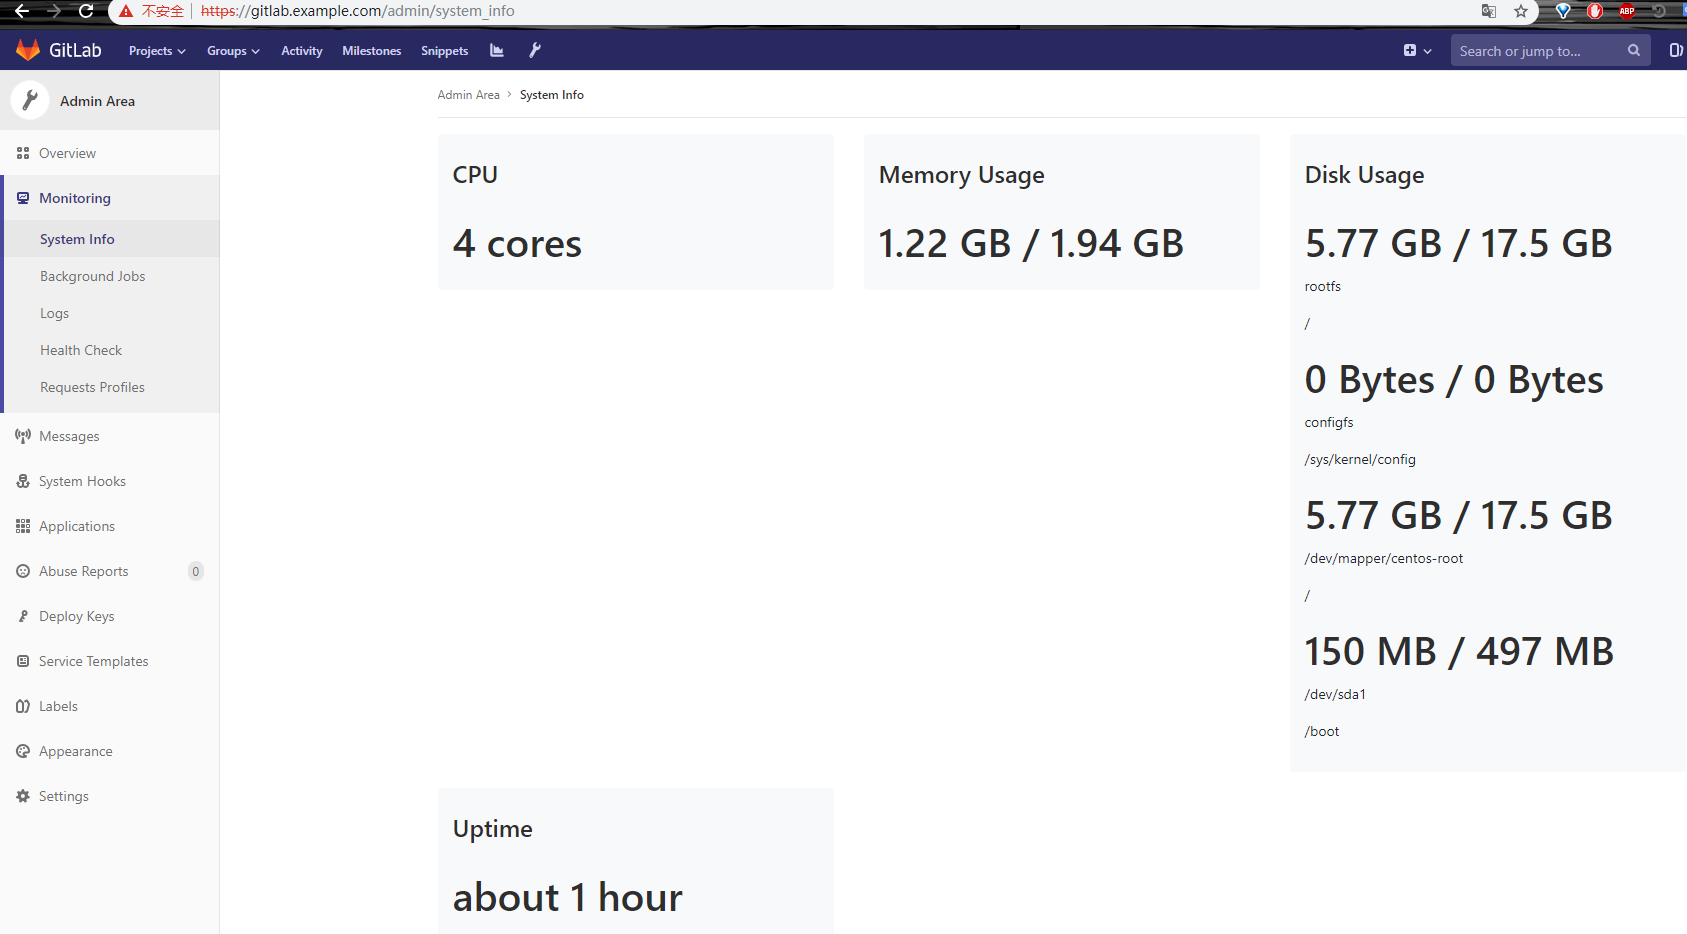 不安全 https://gitlab.example.com/admin/system_info
ABP
GitLab Projects Groups Activity Milestones Snippets Search or jump to...
Admin Area
Overview
Monitoring
System Info
Background Jobs
Logs
Health Check
Requests Profiles
Messages
System Hooks
Applications
Abuse Reports 0
Deploy Keys
Service Templates
Labels
Appearance
Settings
Admin Area > System Info
CPU
4 cores
Memory Usage
1.22 GB / 1.94 GB
Disk Usage
5.77 GB / 17.5 GB
rootfs
/
0 Bytes / 0 Bytes
configfs
/sys/kernel/config
5.77 GB / 17.5 GB
/dev/mapper/centos-root
/
150 MB / 497 MB
/dev/sda1
/boot
Uptime
about 1 hour